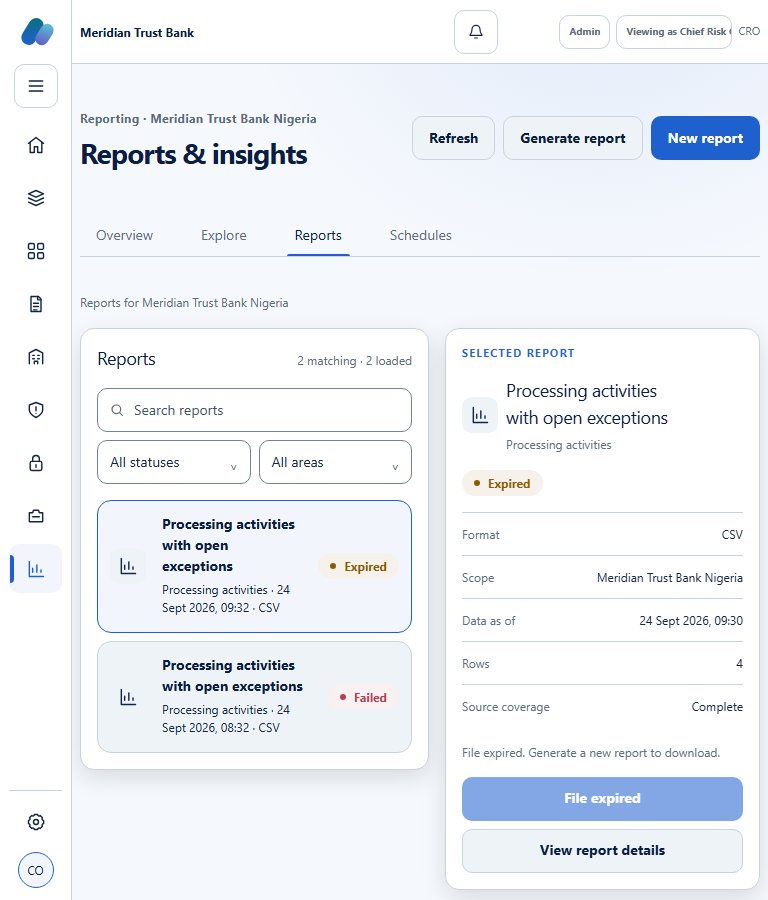 Meridian Trust Bank
Admin
Viewing as Chief Risk
CRO
Reporting · Meridian Trust Bank Nigeria
Reports & insights
Refresh
Generate report
New report
Overview
Explore
Reports
Schedules
Reports for Meridian Trust Bank Nigeria
Reports
2 matching · 2 loaded
Search reports
All statuses
All areas
Processing activities
with open
exceptions
Processing activities · 24
Sept 2026, 09:32 · CSV
Expired
Processing activities
with open exceptions
Processing activities · 24
Sept 2026, 08:32 · CSV
Failed
SELECTED REPORT
Processing activities
with open exceptions
Processing activities
Expired
Format
CSV
Scope
Meridian Trust Bank Nigeria
Data as of
24 Sept 2026, 09:30
Rows
4
Source coverage
Complete
File expired. Generate a new report to download.
File expired
View report details
CO